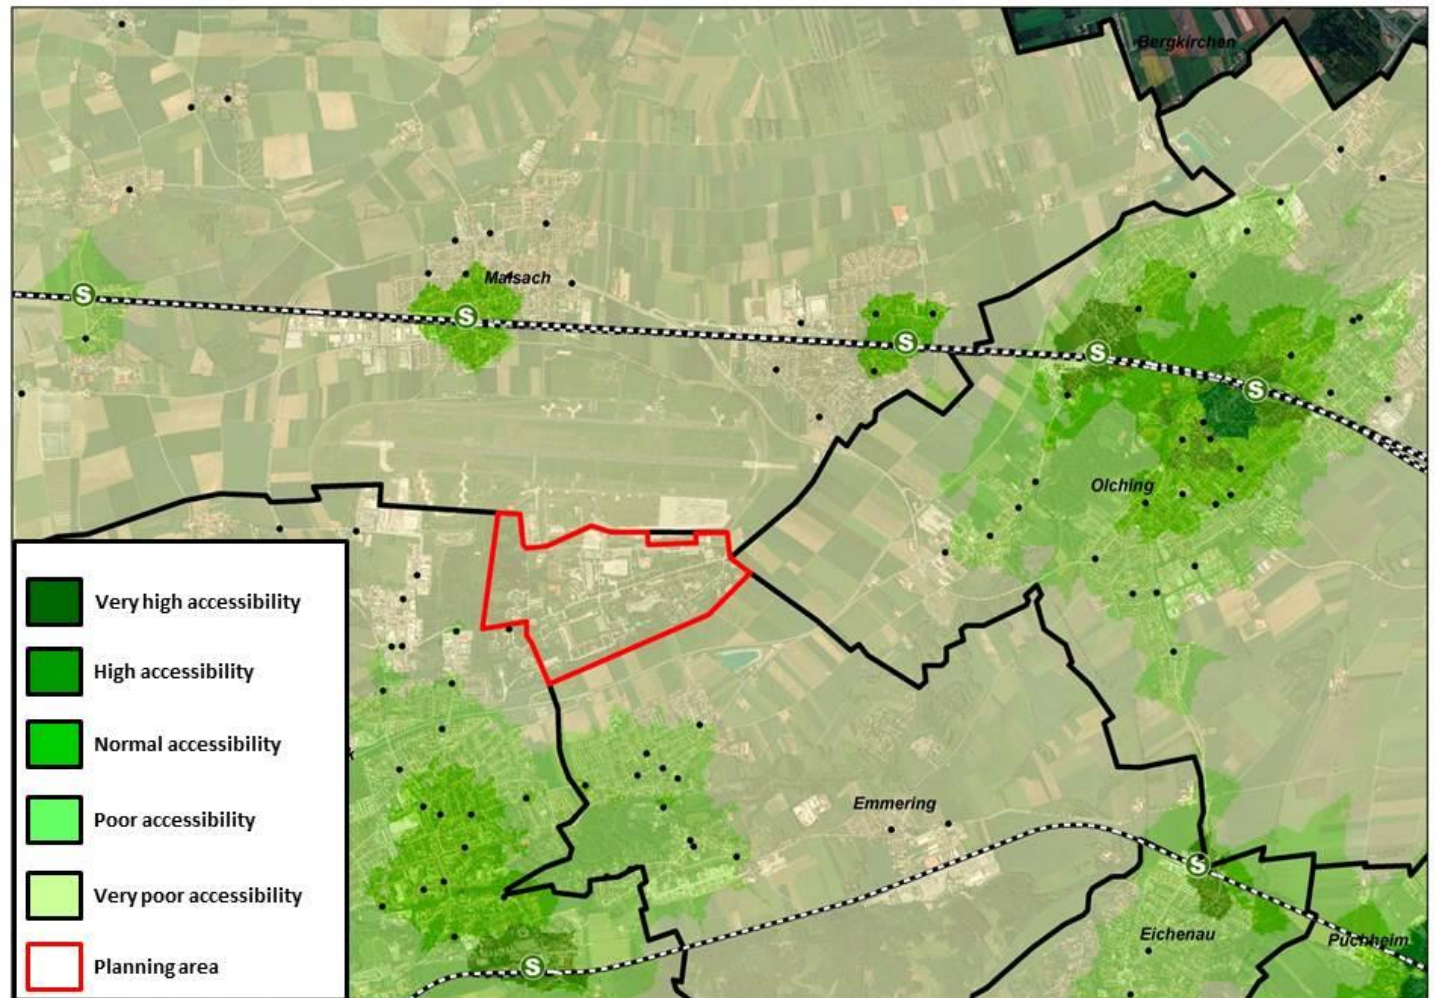 Bergkirchen
Maisach
S
S
S
S
S
Olching
Very high accessibility
High accessibility
Normal accessibility
Poor accessibility
Very poor accessibility
Planning area
Emmering
S
S
Eichenau
Puchheim